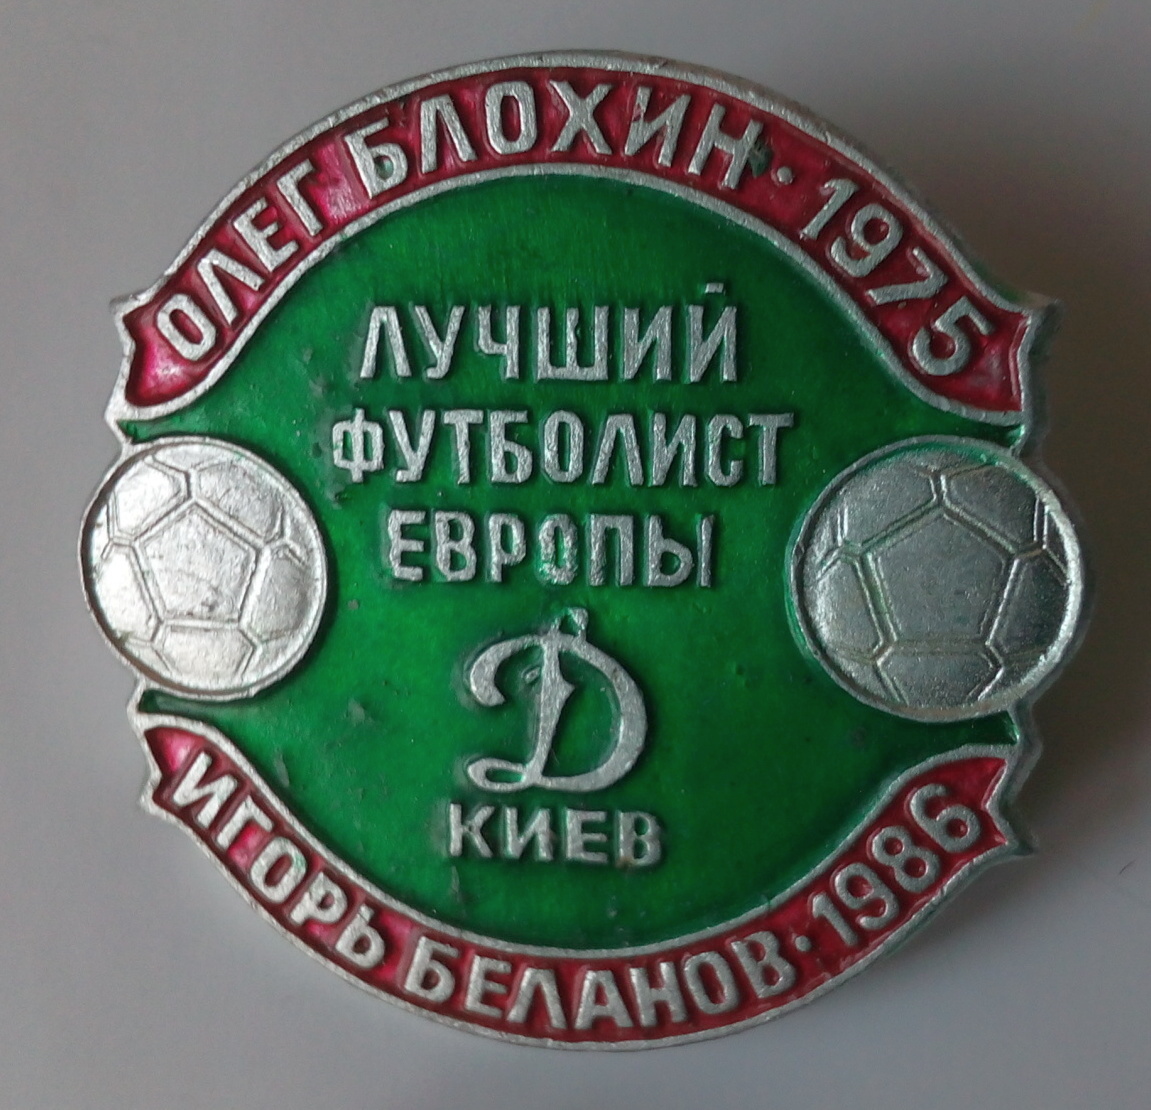 ОЛЕГ БЛОХИН · 1975
ЛУЧШИЙ
ФУТБОЛИСТ
ЕВРОПЫ
Д
КИЕВ
ИГОРЬ БЕЛАНОВ · 1986